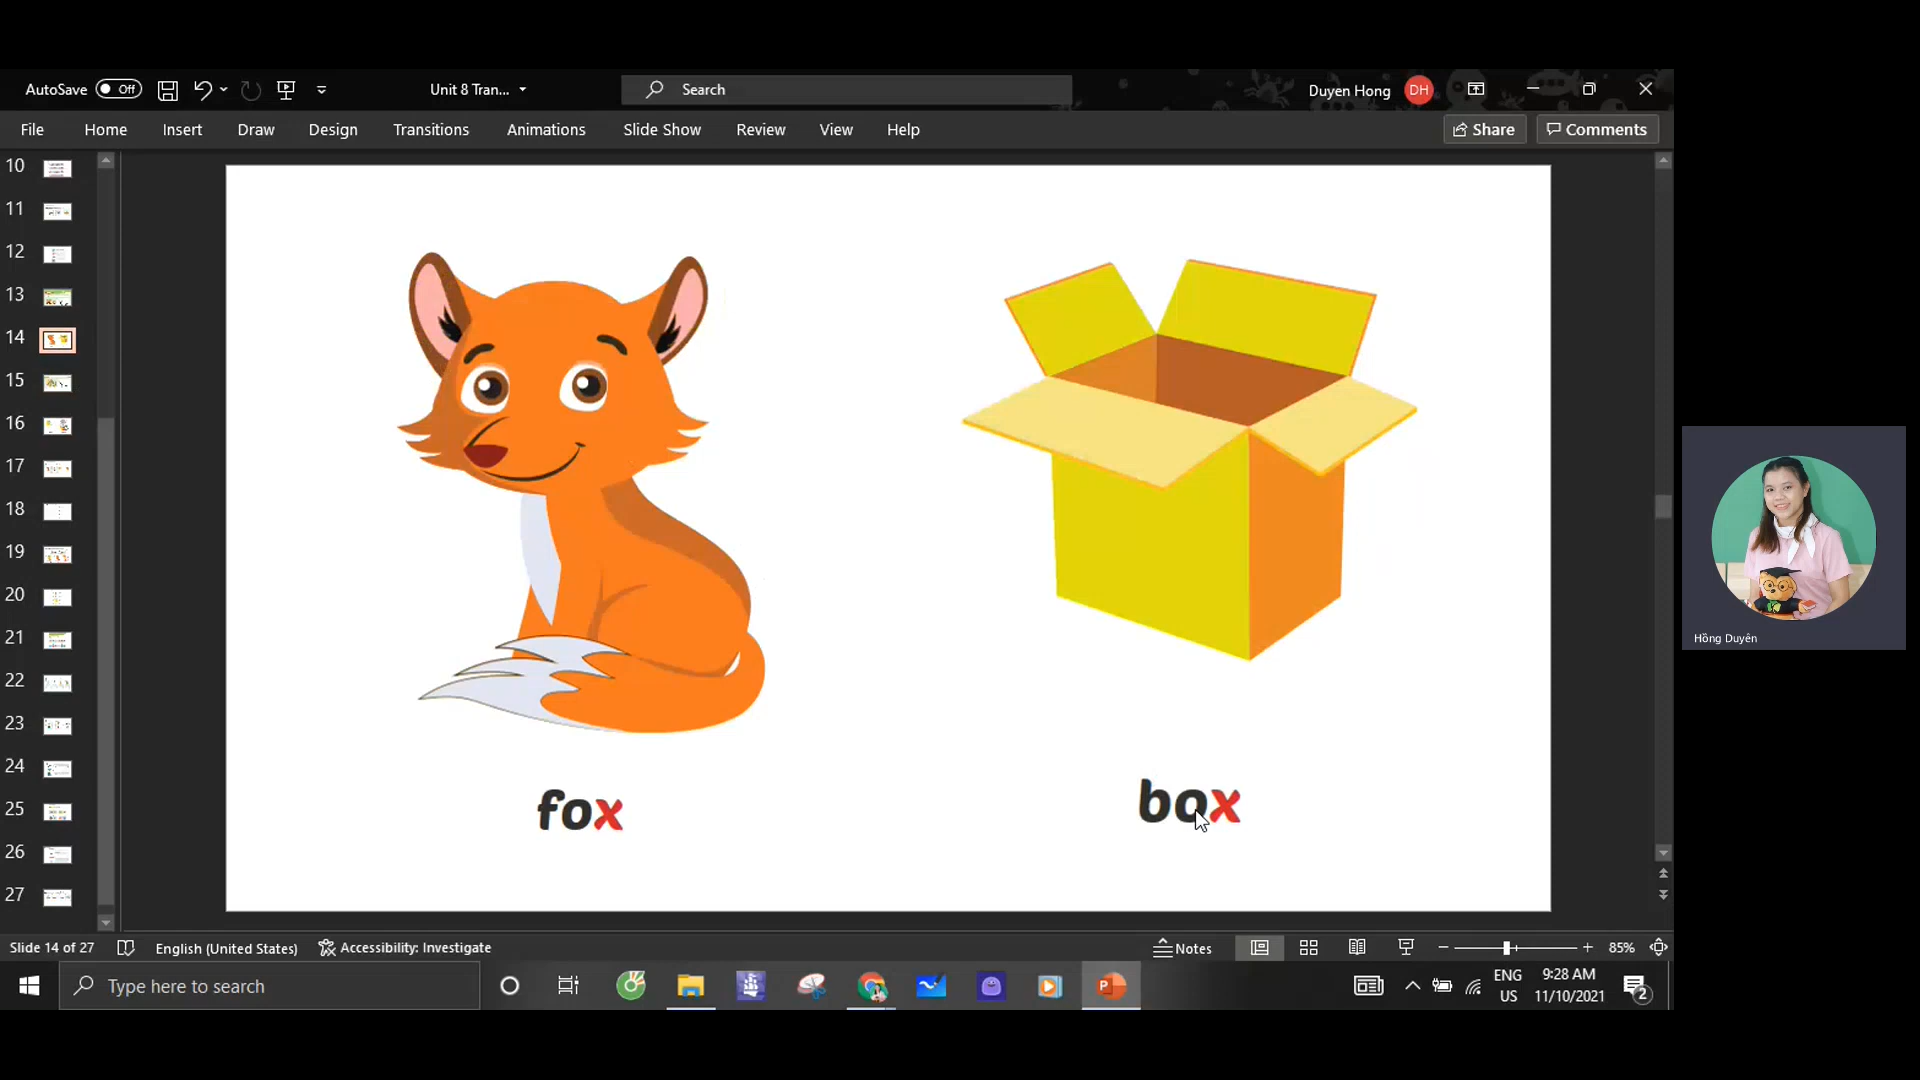 AutoSave Off Unit 8 Tran... Search Duyen Hong DH
File Home Insert Draw Design Transitions Animations Slide Show Review View Help Share Comments
10
11
12
13
14
15
16
17
18
19
20
21
22
23
24
25
26
27
fox
box
Hồng Duyên
Slide 14 of 27 English (United States) Accessibility: Investigate Notes 85%
Type here to search
ENG
US
9:28 AM
11/10/2021
2